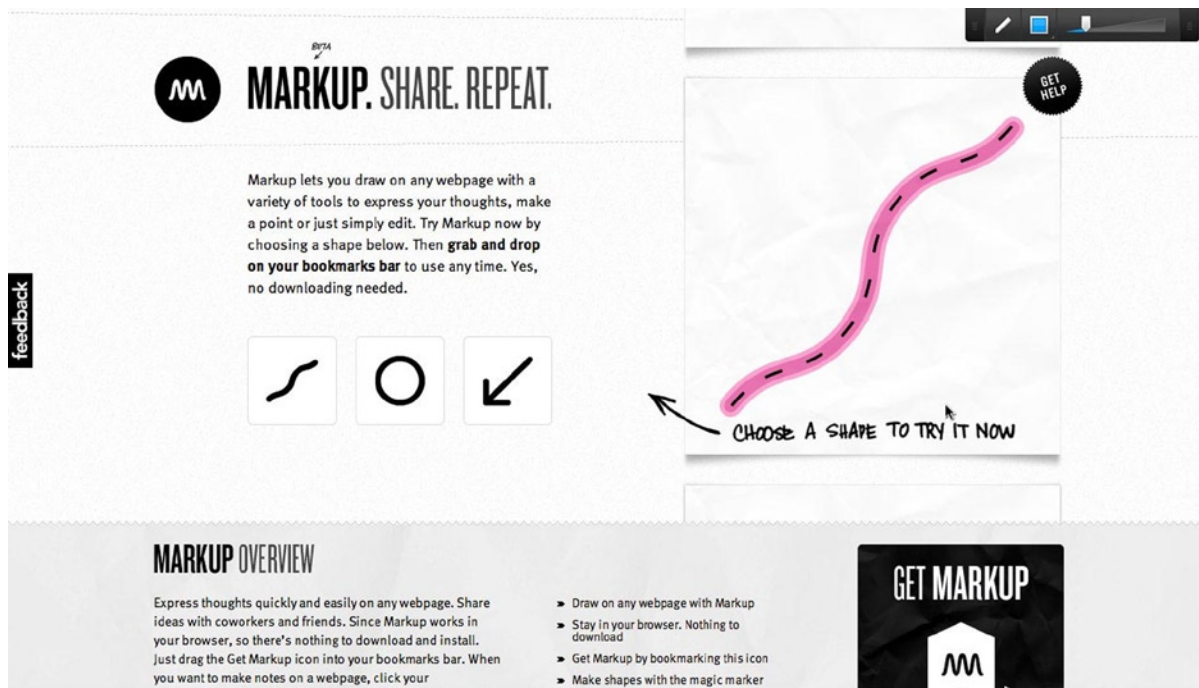 BETA
MARKUP. SHARE. REPEAT.
GET
HELP
Markup lets you draw on any webpage with a
variety of tools to express your thoughts, make
a point or just simply edit. Try Markup now by
choosing a shape below. Then grab and drop
on your bookmarks bar to use any time. Yes,
no downloading needed.
feedback
CHOOSE A SHAPE TO TRY IT NOW
MARKUP OVERVIEW
Express thoughts quickly and easily on any webpage. Share
ideas with coworkers and friends. Since Markup works in
your browser, so there's nothing to download and install.
Just drag the Get Markup icon into your bookmarks bar. When
you want to make notes on a webpage, click your
➽ Draw on any webpage with Markup
➽ Stay in your browser. Nothing to
download
➽ Get Markup by bookmarking this icon
➽ Make shapes with the magic marker
GET MARKUP